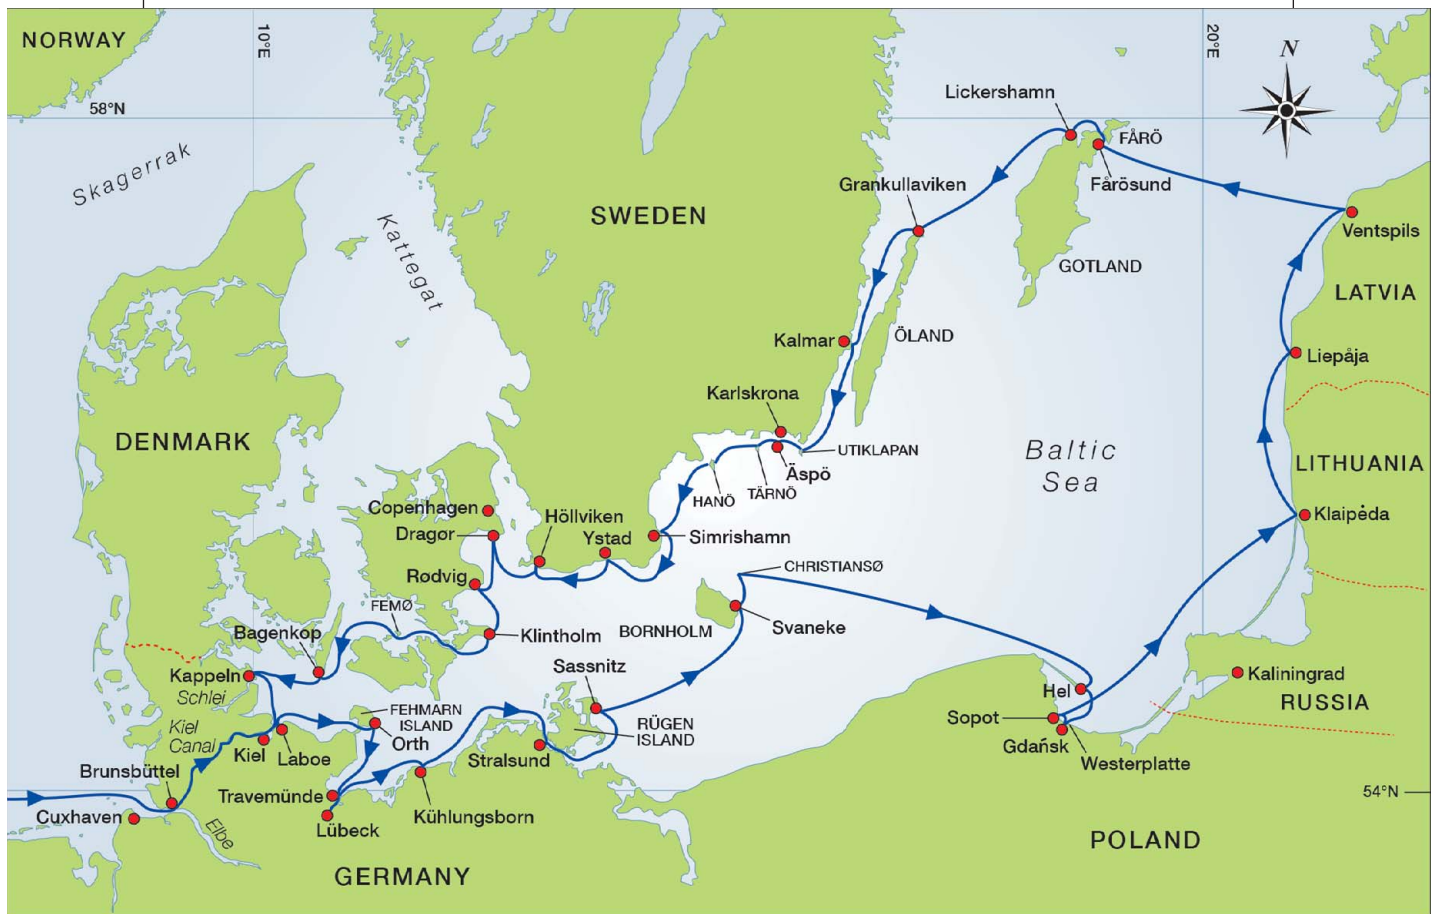 NORWAY
10°E
20°E
N
58°N
Lickershamn
FÅRÖ
Skagerrak
Fårösund
Grankullaviken
SWEDEN
Kattegat
Ventspils
GOTLAND
LATVIA
ÖLAND
Kalmar
Liepåja
Karlskrona
DENMARK
UTIKLAPAN
Baltic
Sea
LITHUANIA
Äspö
TÄRNÖ
HANÖ
Copenhagen
Höllviken
Klaipėda
Dragør
Ystad
Simrishamn
CHRISTIANSØ
Rødvig
FEMØ
Bagenkop
Klintholm
BORNHOLM
Svaneke
Sassnitz
Kappeln
Schlei
Kaliningrad
Hel
RUSSIA
FEHMARN
ISLAND
Kiel
Canal
RÜGEN
ISLAND
Sopot
Orth
Gdańsk
Kiel
Laboe
Stralsund
Westerplatte
Brunsbüttel
Travemünde
54°N
Cuxhaven
Kühlungsborn
Elbe
Lübeck
POLAND
GERMANY